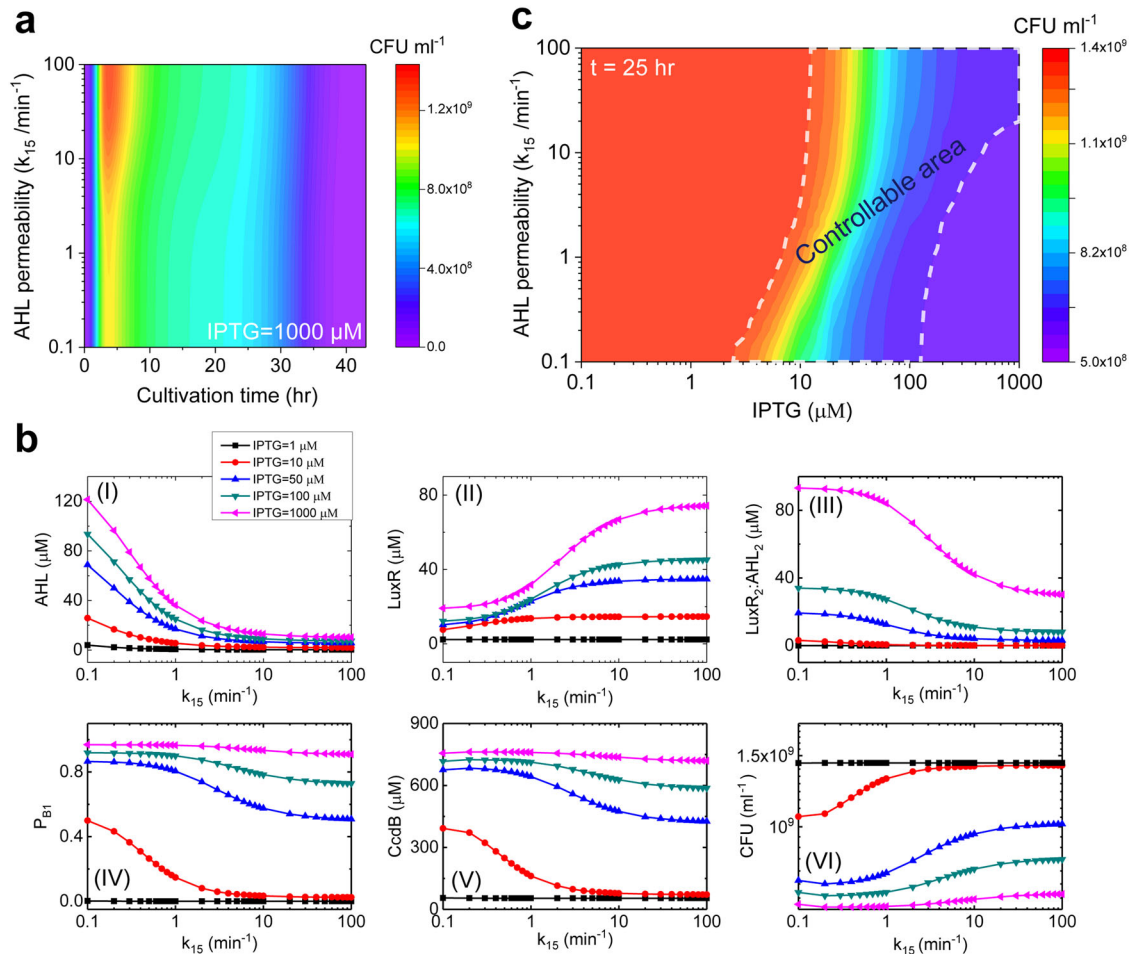 a
CFU ml⁻¹
AHL permeability (k₁₅ /min⁻¹)
100
10
1
0.1
IPTG=1000 µM
0 10 20 30 40
Cultivation time (hr)
1.2x10⁹
8.0x10⁸
4.0x10⁸
0.0
c
CFU ml⁻¹
AHL permeability (k₁₅ /min⁻¹)
100
10
1
0.1
t = 25 hr
Controllable area
0.1 1 10 100 1000
IPTG (µM)
1.4x10⁹
1.1x10⁹
8.2x10⁸
5.0x10⁸
b
IPTG=1 µM
IPTG=10 µM
IPTG=50 µM
IPTG=100 µM
IPTG=1000 µM
(I)
AHL (µM)
120
80
40
0
0.1 1 10 100
k₁₅ (min⁻¹)
(II)
LuxR (µM)
80
40
0
0.1 1 10 100
k₁₅ (min⁻¹)
(III)
LuxR₂:AHL₂ (µM)
90
60
30
0
0.1 1 10 100
k₁₅ (min⁻¹)
(IV)
P_B1
0.8
0.4
0.0
0.1 1 10 100
k₁₅ (min⁻¹)
(V)
CcdB (µM)
900
600
300
0
0.1 1 10 100
k₁₅ (min⁻¹)
(VI)
CFU (ml⁻¹)
1.5x10⁹
10⁹
0.1 1 10 100
k₁₅ (min⁻¹)